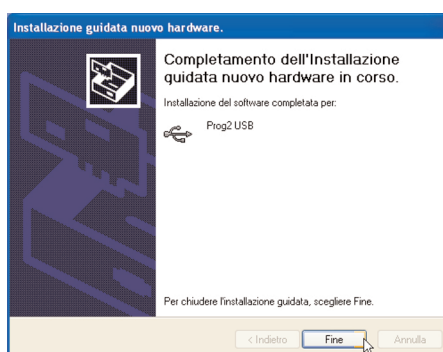 Installazione guidata nuovo hardware.
Completamento dell'Installazione
guidata nuovo hardware in corso.
Installazione del software completata per:
Prog2 USB
Per chiudere l'installazione guidata, scegliere Fine.
< Indietro Fine Annulla